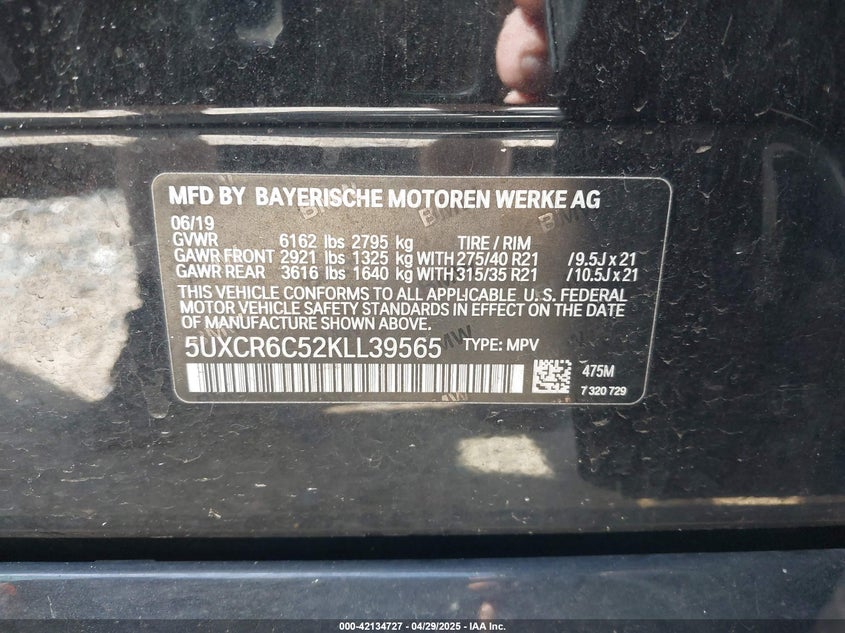 MFD BY BAYERISCHE MOTOREN WERKE AG
06/19
GVWR 6162 lbs 2795 kg TIRE / RIM
GAWR FRONT 2921 lbs 1325 kg WITH 275/40 R21 / 9.5J x 21
GAWR REAR 3616 lbs 1640 kg WITH 315/35 R21 / 10.5J x 21
THIS VEHICLE CONFORMS TO ALL APPLICABLE U. S. FEDERAL
MOTOR VEHICLE SAFETY STANDARDS IN EFFECT ON THE DATE
OF MANUFACTURE SHOWN ABOVE.
5UXCR6C52KLL39565 TYPE: MPV
475M
7 320 729
000-42134727 - 04/29/2025 - IAA Inc.